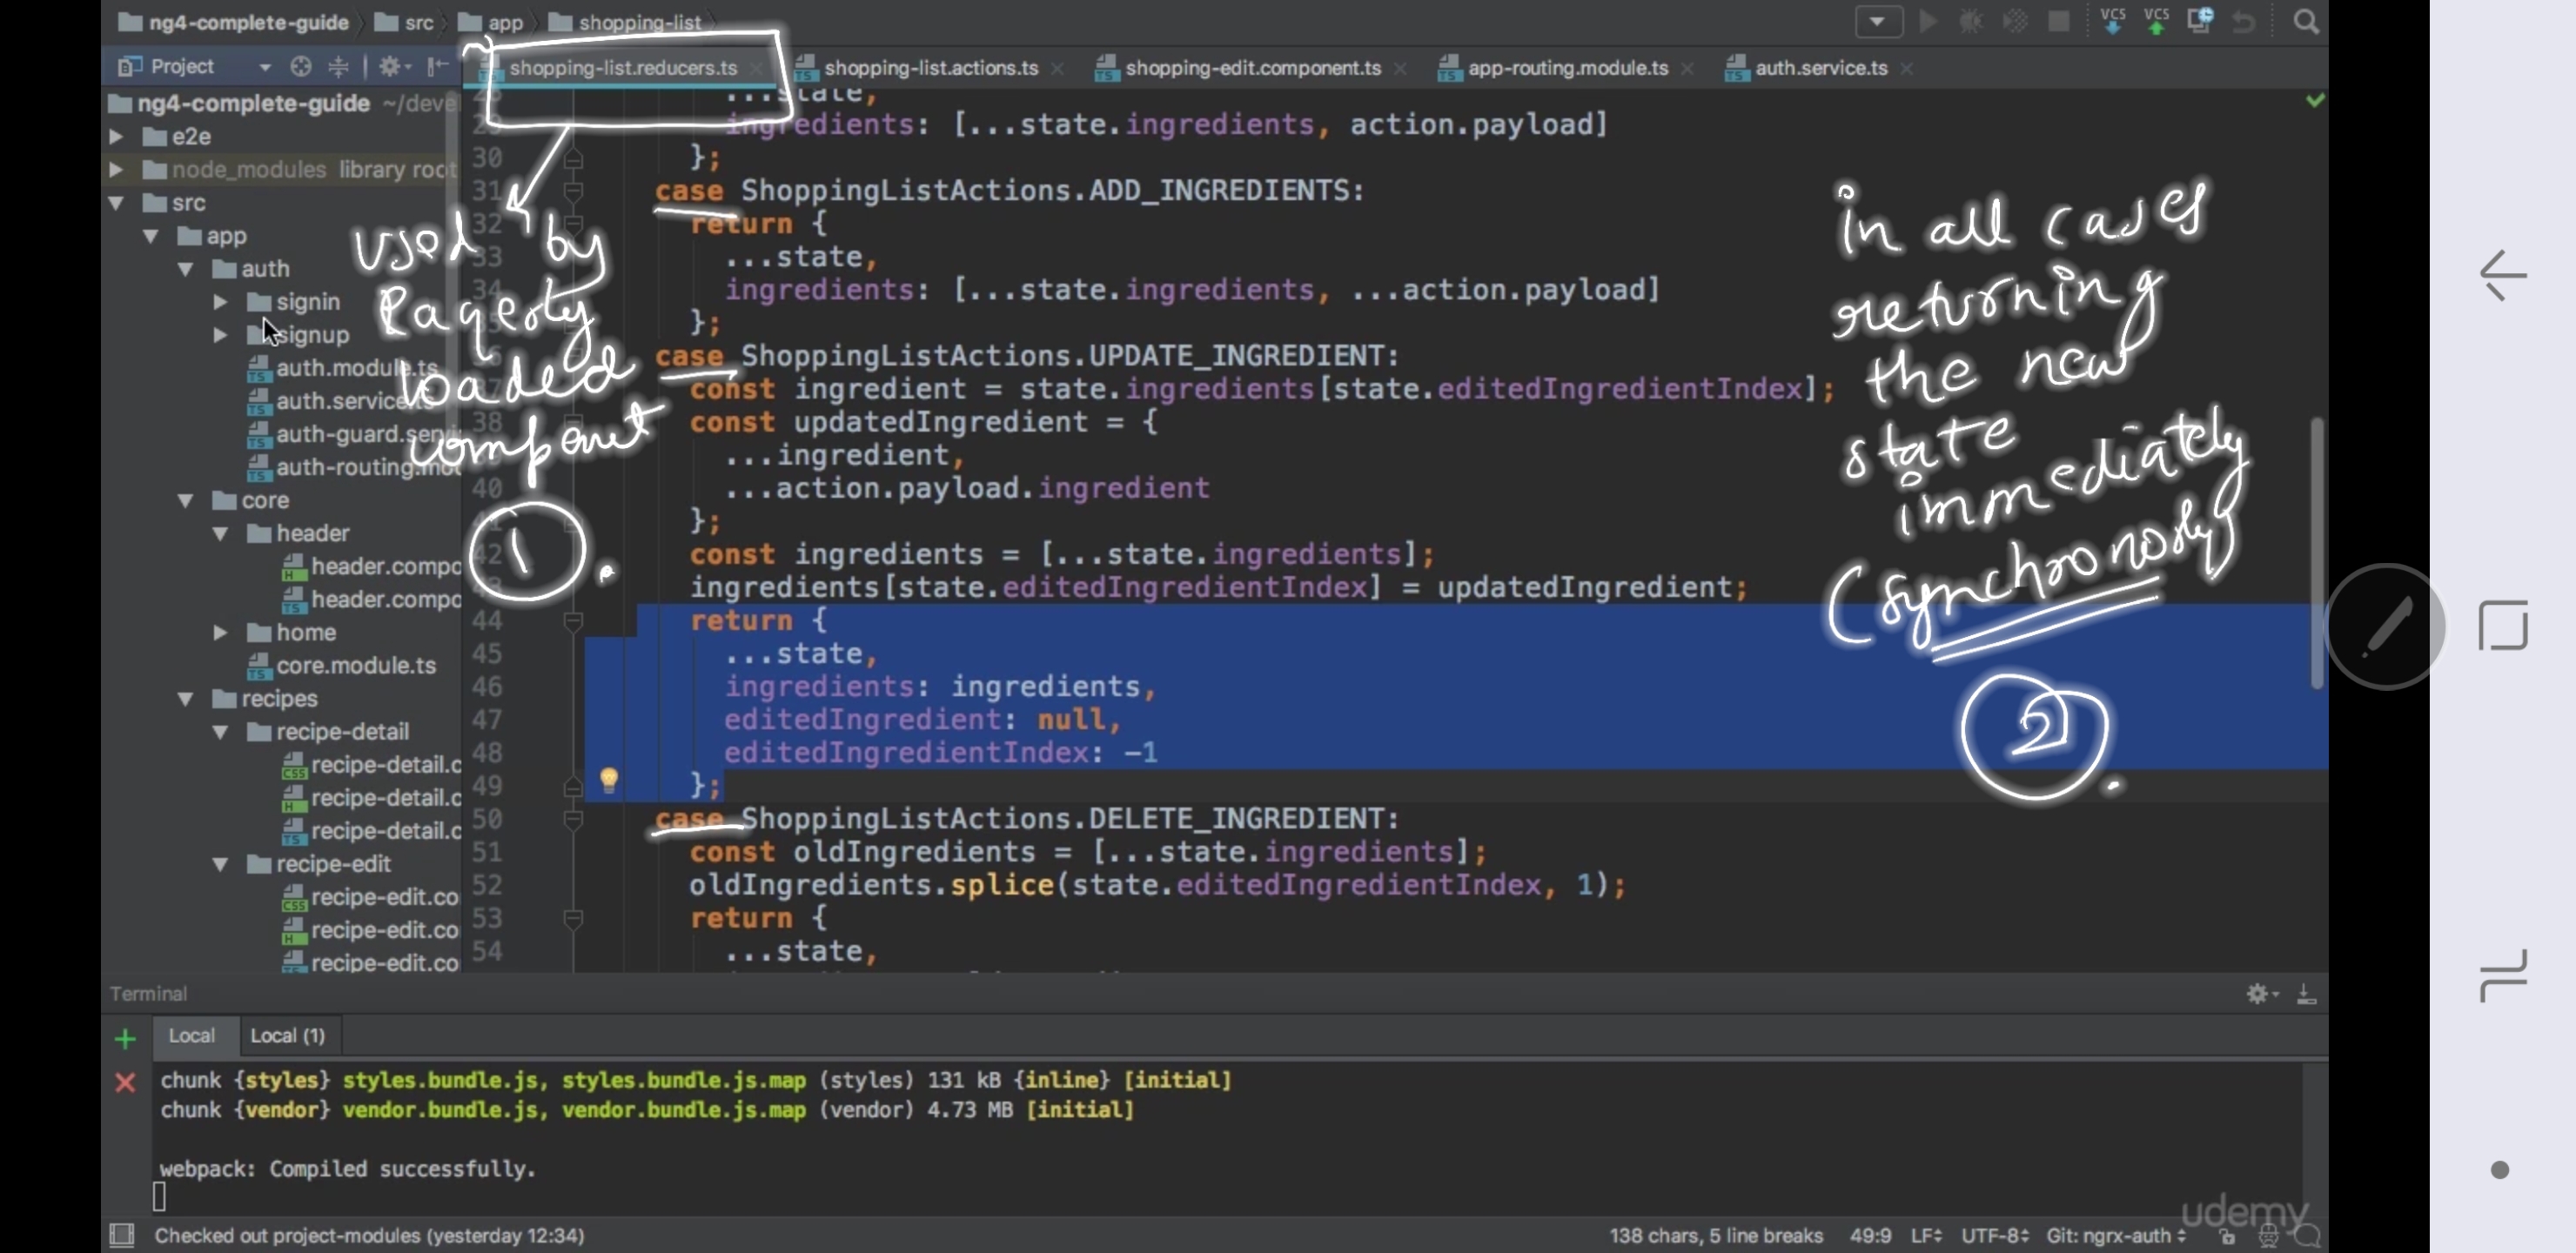 ng4-complete-guide src app shopping-list
VCS VCS
Project
shopping-list.reducers.ts shopping-list.actions.ts shopping-edit.component.ts app-routing.module.ts auth.service.ts
ng4-complete-guide ~/deve
e2e
node_modules library root
src
app
auth
signin
signup
auth.module.ts
auth.service.ts
auth-guard.servi
auth-routing.mod
core
header
header.compo
header.compo
home
core.module.ts
recipes
recipe-detail
recipe-detail.c
recipe-detail.c
recipe-detail.c
recipe-edit
recipe-edit.co
recipe-edit.co
recipe-edit.co
...state,
ingredients: [...state.ingredients, action.payload]
30 };
31 case ShoppingListActions.ADD_INGREDIENTS:
32 return {
33 ...state,
34 ingredients: [...state.ingredients, ...action.payload]
};
case ShoppingListActions.UPDATE_INGREDIENT:
const ingredient = state.ingredients[state.editedIngredientIndex];
38 const updatedIngredient = {
...ingredient,
40 ...action.payload.ingredient
};
42 const ingredients = [...state.ingredients];
ingredients[state.editedIngredientIndex] = updatedIngredient;
44 return {
45 ...state,
46 ingredients: ingredients,
47 editedIngredient: null,
48 editedIngredientIndex: -1
49 };
50 case ShoppingListActions.DELETE_INGREDIENT:
51 const oldIngredients = [...state.ingredients];
52 oldIngredients.splice(state.editedIngredientIndex, 1);
53 return {
54 ...state,
used by
loaded
1.
in all cases
returning
the new
state
immediately
(synchronosly)
2.
Terminal
Local Local (1)
chunk {styles} styles.bundle.js, styles.bundle.js.map (styles) 131 kB {inline} [initial]
chunk {vendor} vendor.bundle.js, vendor.bundle.js.map (vendor) 4.73 MB [initial]
webpack: Compiled successfully.
udemy
Checked out project-modules (yesterday 12:34) 138 chars, 5 line breaks 49:9 LF UTF-8 Git: ngrx-auth